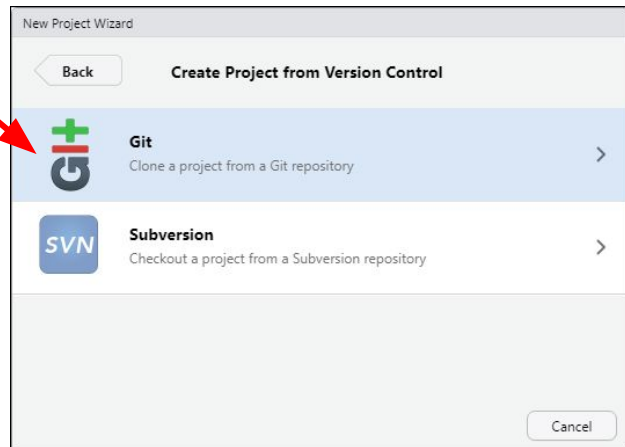 New Project Wizard
Back
Create Project from Version Control
git
Git
Clone a project from a Git repository
SVN
Subversion
Checkout a project from a Subversion repository
Cancel